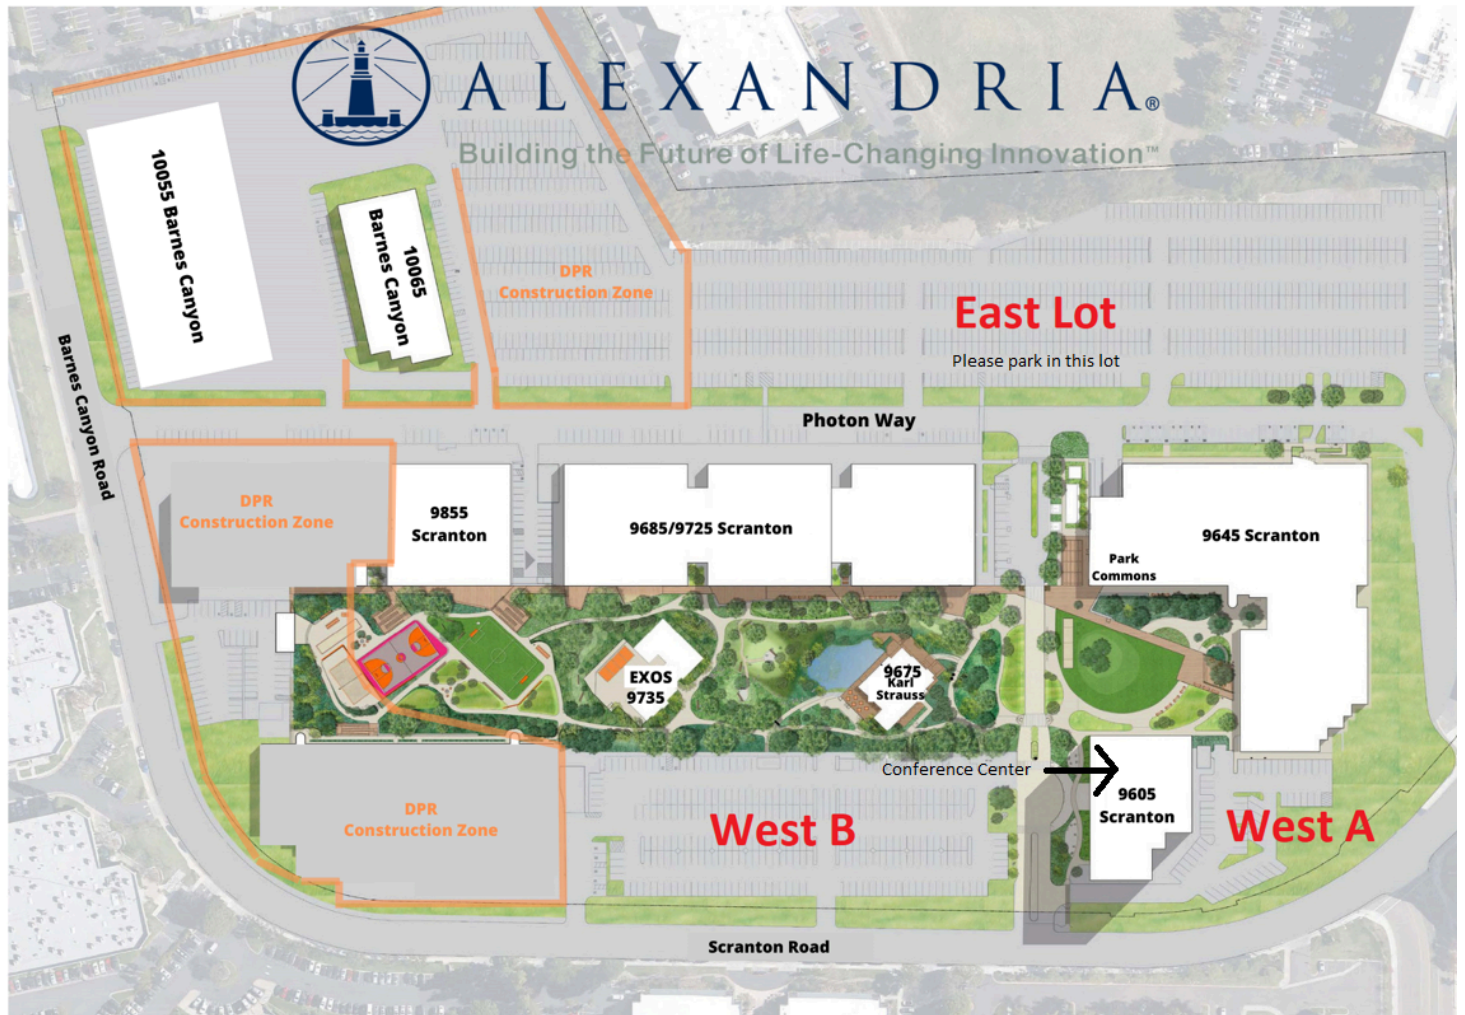 ALEXANDRIA®
Building the Future of Life-Changing Innovation™
10055 Barnes Canyon
10065
Barnes Canyon
DPR
Construction Zone
East Lot
Please park in this lot
Barnes Canyon Road
Photon Way
DPR
Construction Zone
9855
Scranton
9685/9725 Scranton
9645 Scranton
Park
Commons
EXOS
9735
9675
Karl
Strauss
Conference Center
9605
Scranton
DPR
Construction Zone
West B
West A
Scranton Road